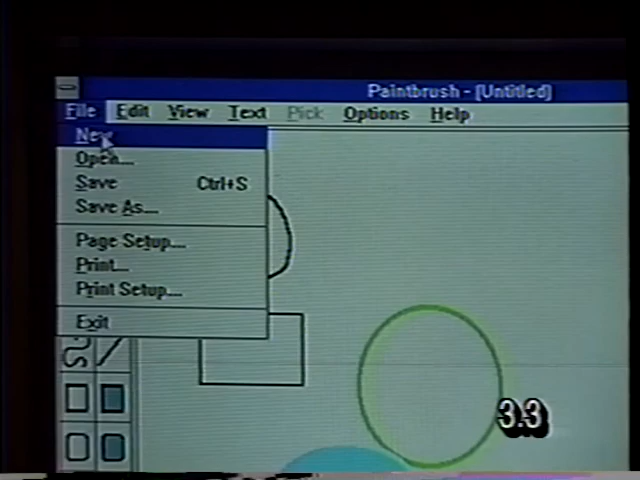 Paintbrush - [Untitled]
File Edit View Text Pick Options Help
New
Open...
Save Ctrl+S
Save As...
Page Setup...
Print...
Print Setup...
Exit
3.3